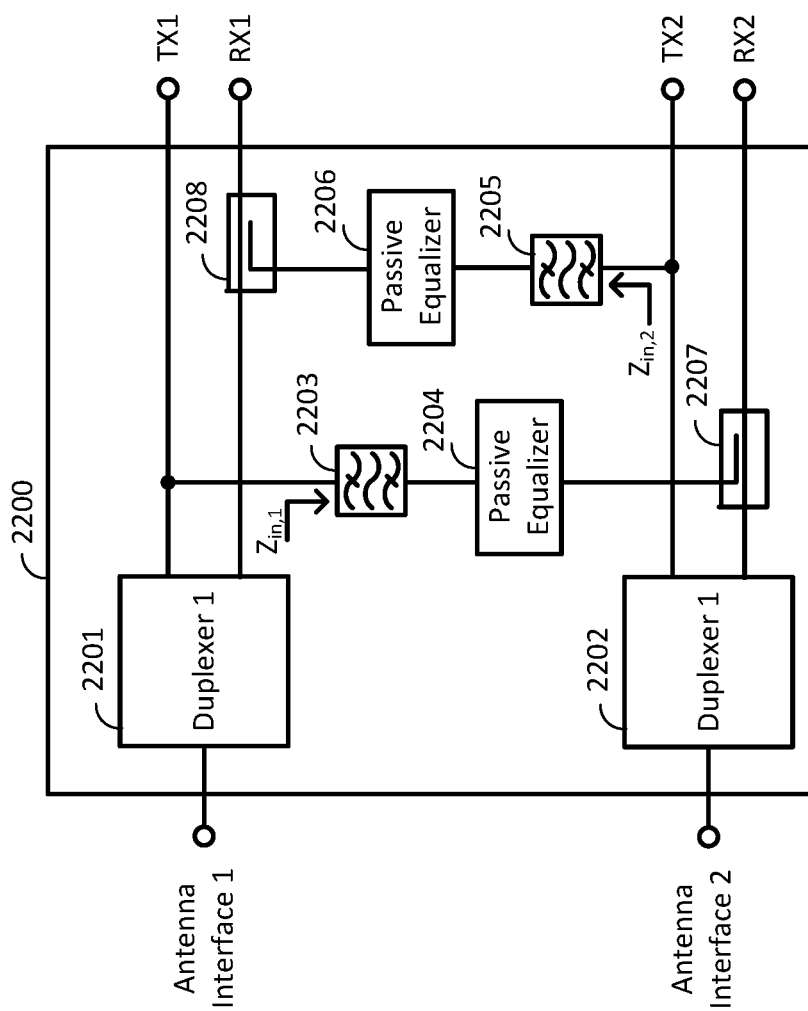 2200
Antenna
Interface 1
2201
Duplexer 1
TX1
RX1
2208
Z_in,1
2203
2206
Passive
Equalizer
2204
Passive
Equalizer
2205
Z_in,2
2207
Antenna
Interface 2
2202
Duplexer 1
TX2
RX2